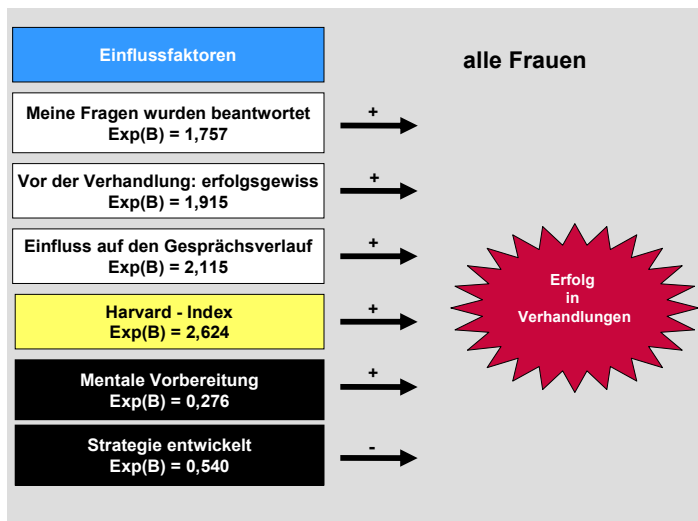 Einflussfaktoren
alle Frauen
Meine Fragen wurden beantwortet
Exp(B) = 1,757
+
Vor der Verhandlung: erfolgsgewiss
Exp(B) = 1,915
+
Einfluss auf den Gesprächsverlauf
Exp(B) = 2,115
+
Harvard - Index
Exp(B) = 2,624
+
Mentale Vorbereitung
Exp(B) = 0,276
+
Strategie entwickelt
Exp(B) = 0,540
-
Erfolg
in
Verhandlungen